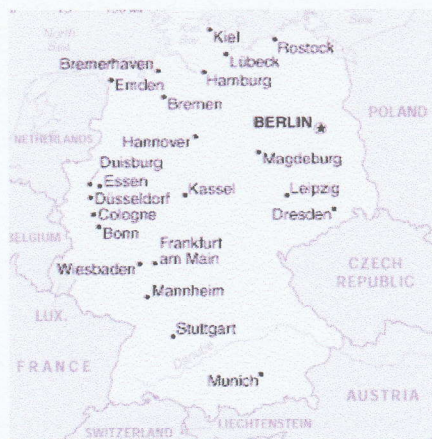 Kiel
Rostock
Lübeck
Bremerhaven
Hamburg
Emden
Bremen
POLAND
BERLIN
Hannover
NETHERLANDS
Magdeburg
Duisburg
Essen
Kassel
Leipzig
Düsseldorf
Cologne
Dresden
BELGIUM
Bonn
Frankfurt
am Main
Wiesbaden
CZECH
REPUBLIC
Mannheim
LUX.
Stuttgart
Danube
FRANCE
Munich
AUSTRIA
LIECHTENSTEIN
SWITZERLAND